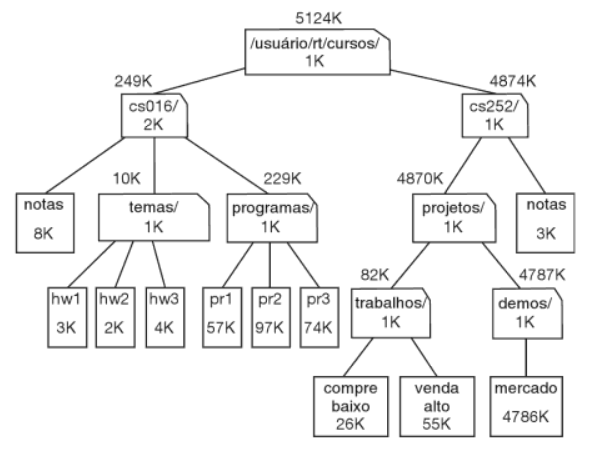 5124K
/usuário/rt/cursos/
1K
249K
4874K
cs016/
2K
cs252/
1K
10K
229K
4870K
notas
8K
temas/
1K
programas/
1K
projetos/
1K
notas
3K
82K
4787K
hw1
3K
hw2
2K
hw3
4K
pr1
57K
pr2
97K
pr3
74K
trabalhos/
1K
demos/
1K
compre
baixo
26K
venda
alto
55K
mercado
4786K